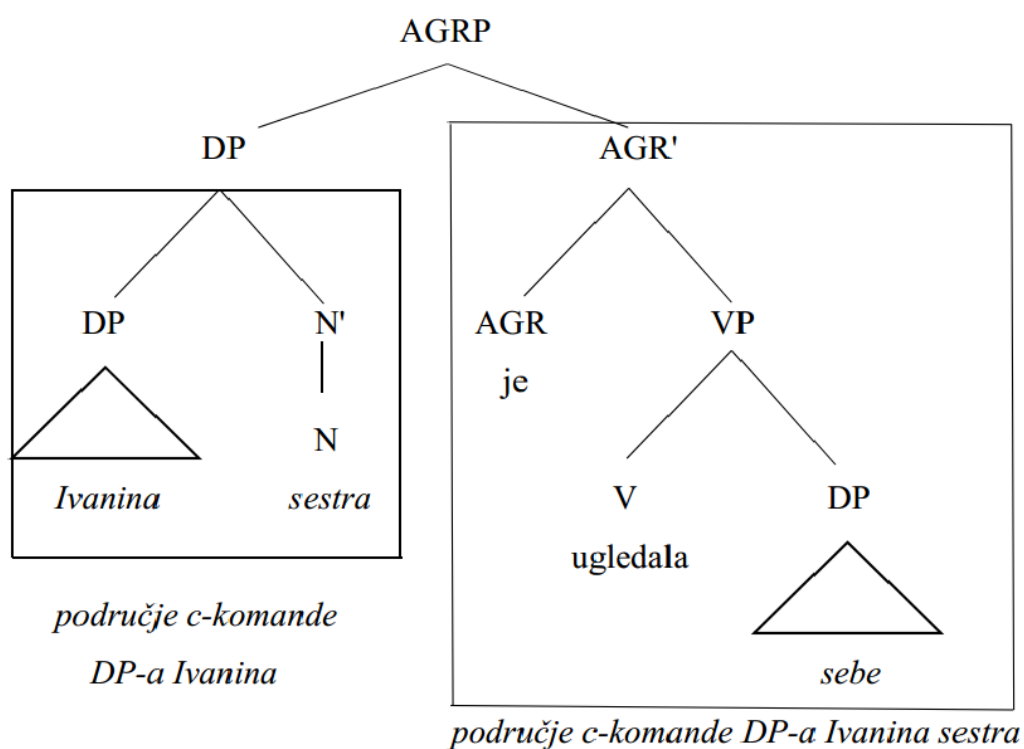 AGRP
DP AGR'
DP N' AGR VP
je
N
Ivanina sestra V DP
ugledala
područje c-komande
DP-a Ivanina sebe
područje c-komande DP-a Ivanina sestra